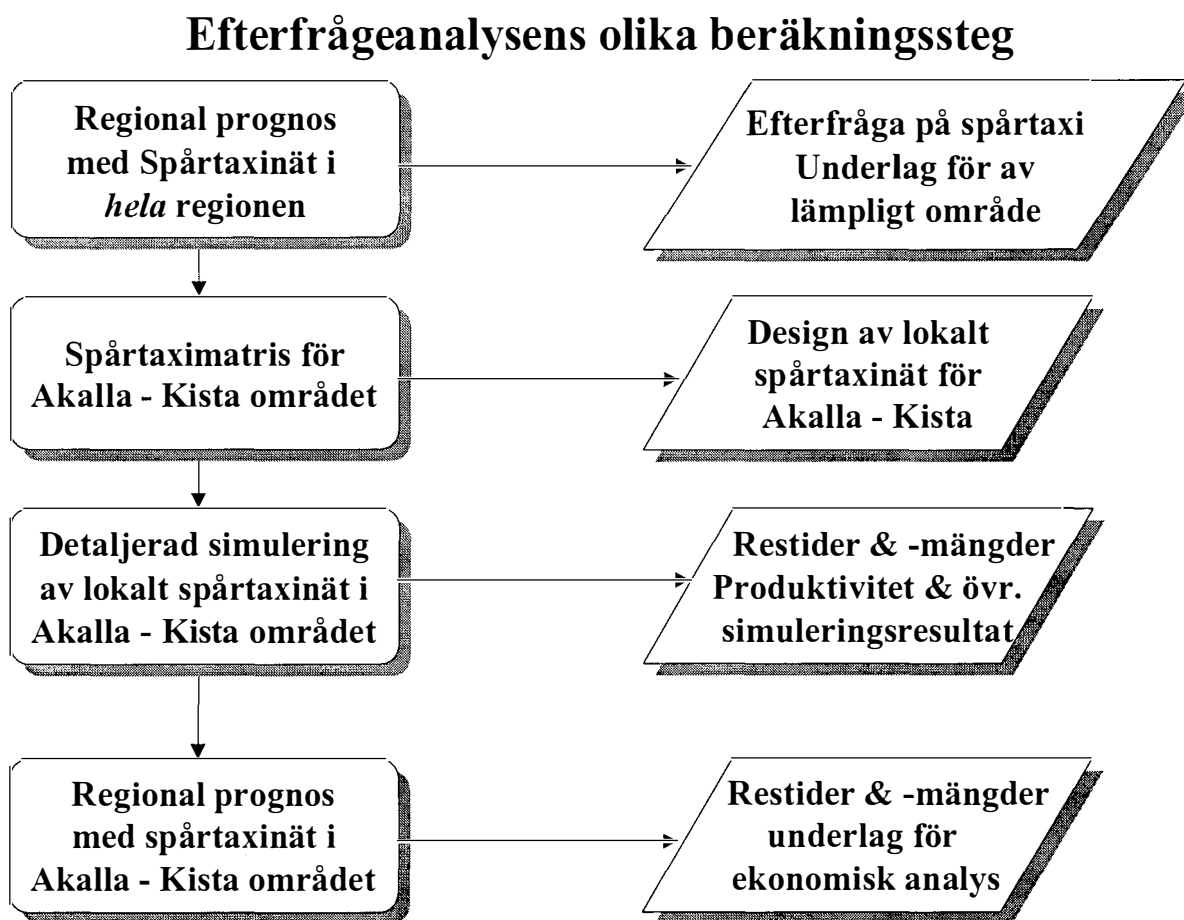 Efterfrågeanalysens olika beräkningssteg
Regional prognos
med Spårtaxinät i
hela regionen
Efterfråga på spårtaxi
Underlag för av
lämpligt område
Spårtaximatris för
Akalla - Kista området
Design av lokalt
spårtaxinät för
Akalla - Kista
Detaljerad simulering
av lokalt spårtaxinät i
Akalla - Kista området
Restider & -mängder
Produktivitet & övr.
simuleringsresultat
Regional prognos
med spårtaxinät i
Akalla - Kista området
Restider & -mängder
underlag för
ekonomisk analys